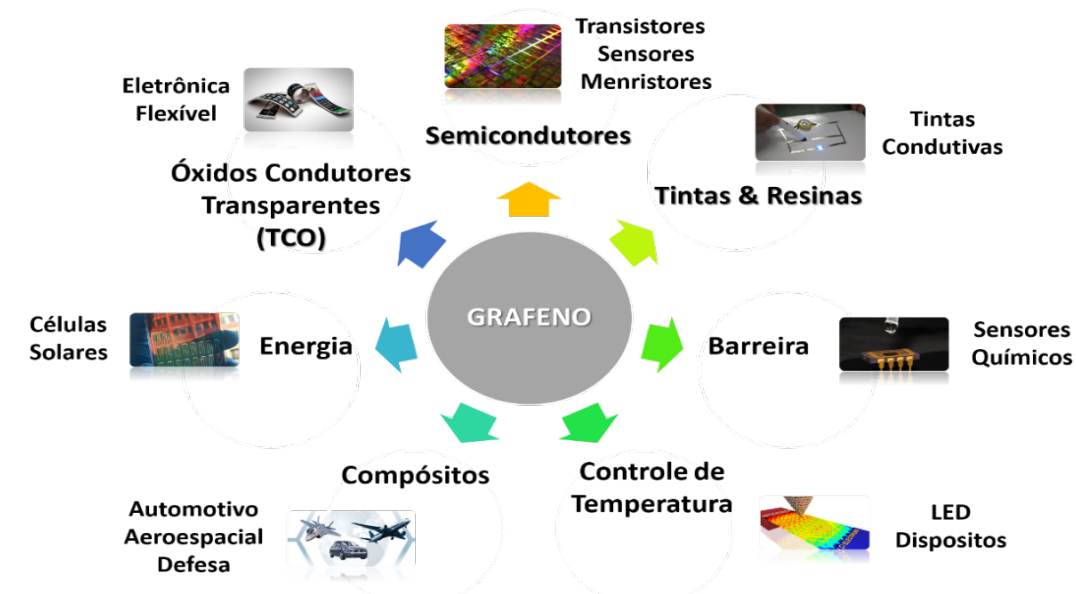 Transistores
Sensores
Menristores
Semicondutores
Eletrônica
Flexível
Óxidos Condutores
Transparentes
(TCO)
Tintas
Condutivas
Tintas & Resinas
GRAFENO
Células
Solares
Energia
Barreira
Sensores
Químicos
Compósitos
Automotivo
Aeroespacial
Defesa
Controle de
Temperatura
LED
Dispositos